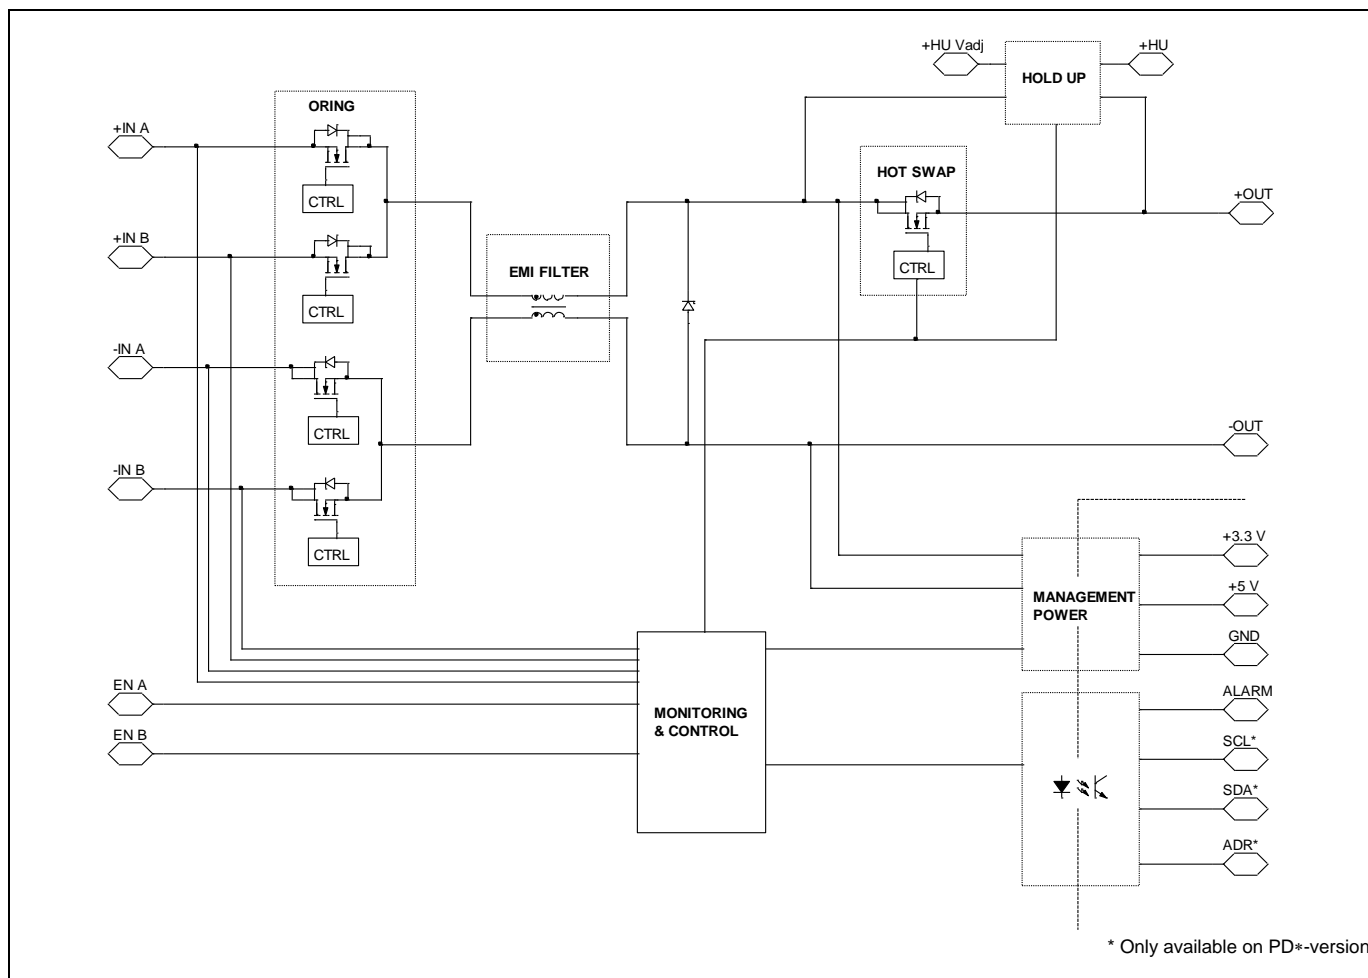 +HU Vadj
+HU
HOLD UP
ORING
+IN A
CTRL
HOT SWAP
CTRL
+OUT
+IN B
CTRL
EMI FILTER
-IN A
CTRL
-OUT
-IN B
CTRL
MANAGEMENT
POWER
+3.3 V
+5 V
GND
EN A
EN B
MONITORING
& CONTROL
ALARM
SCL*
SDA*
ADR*
* Only available on PD*-version